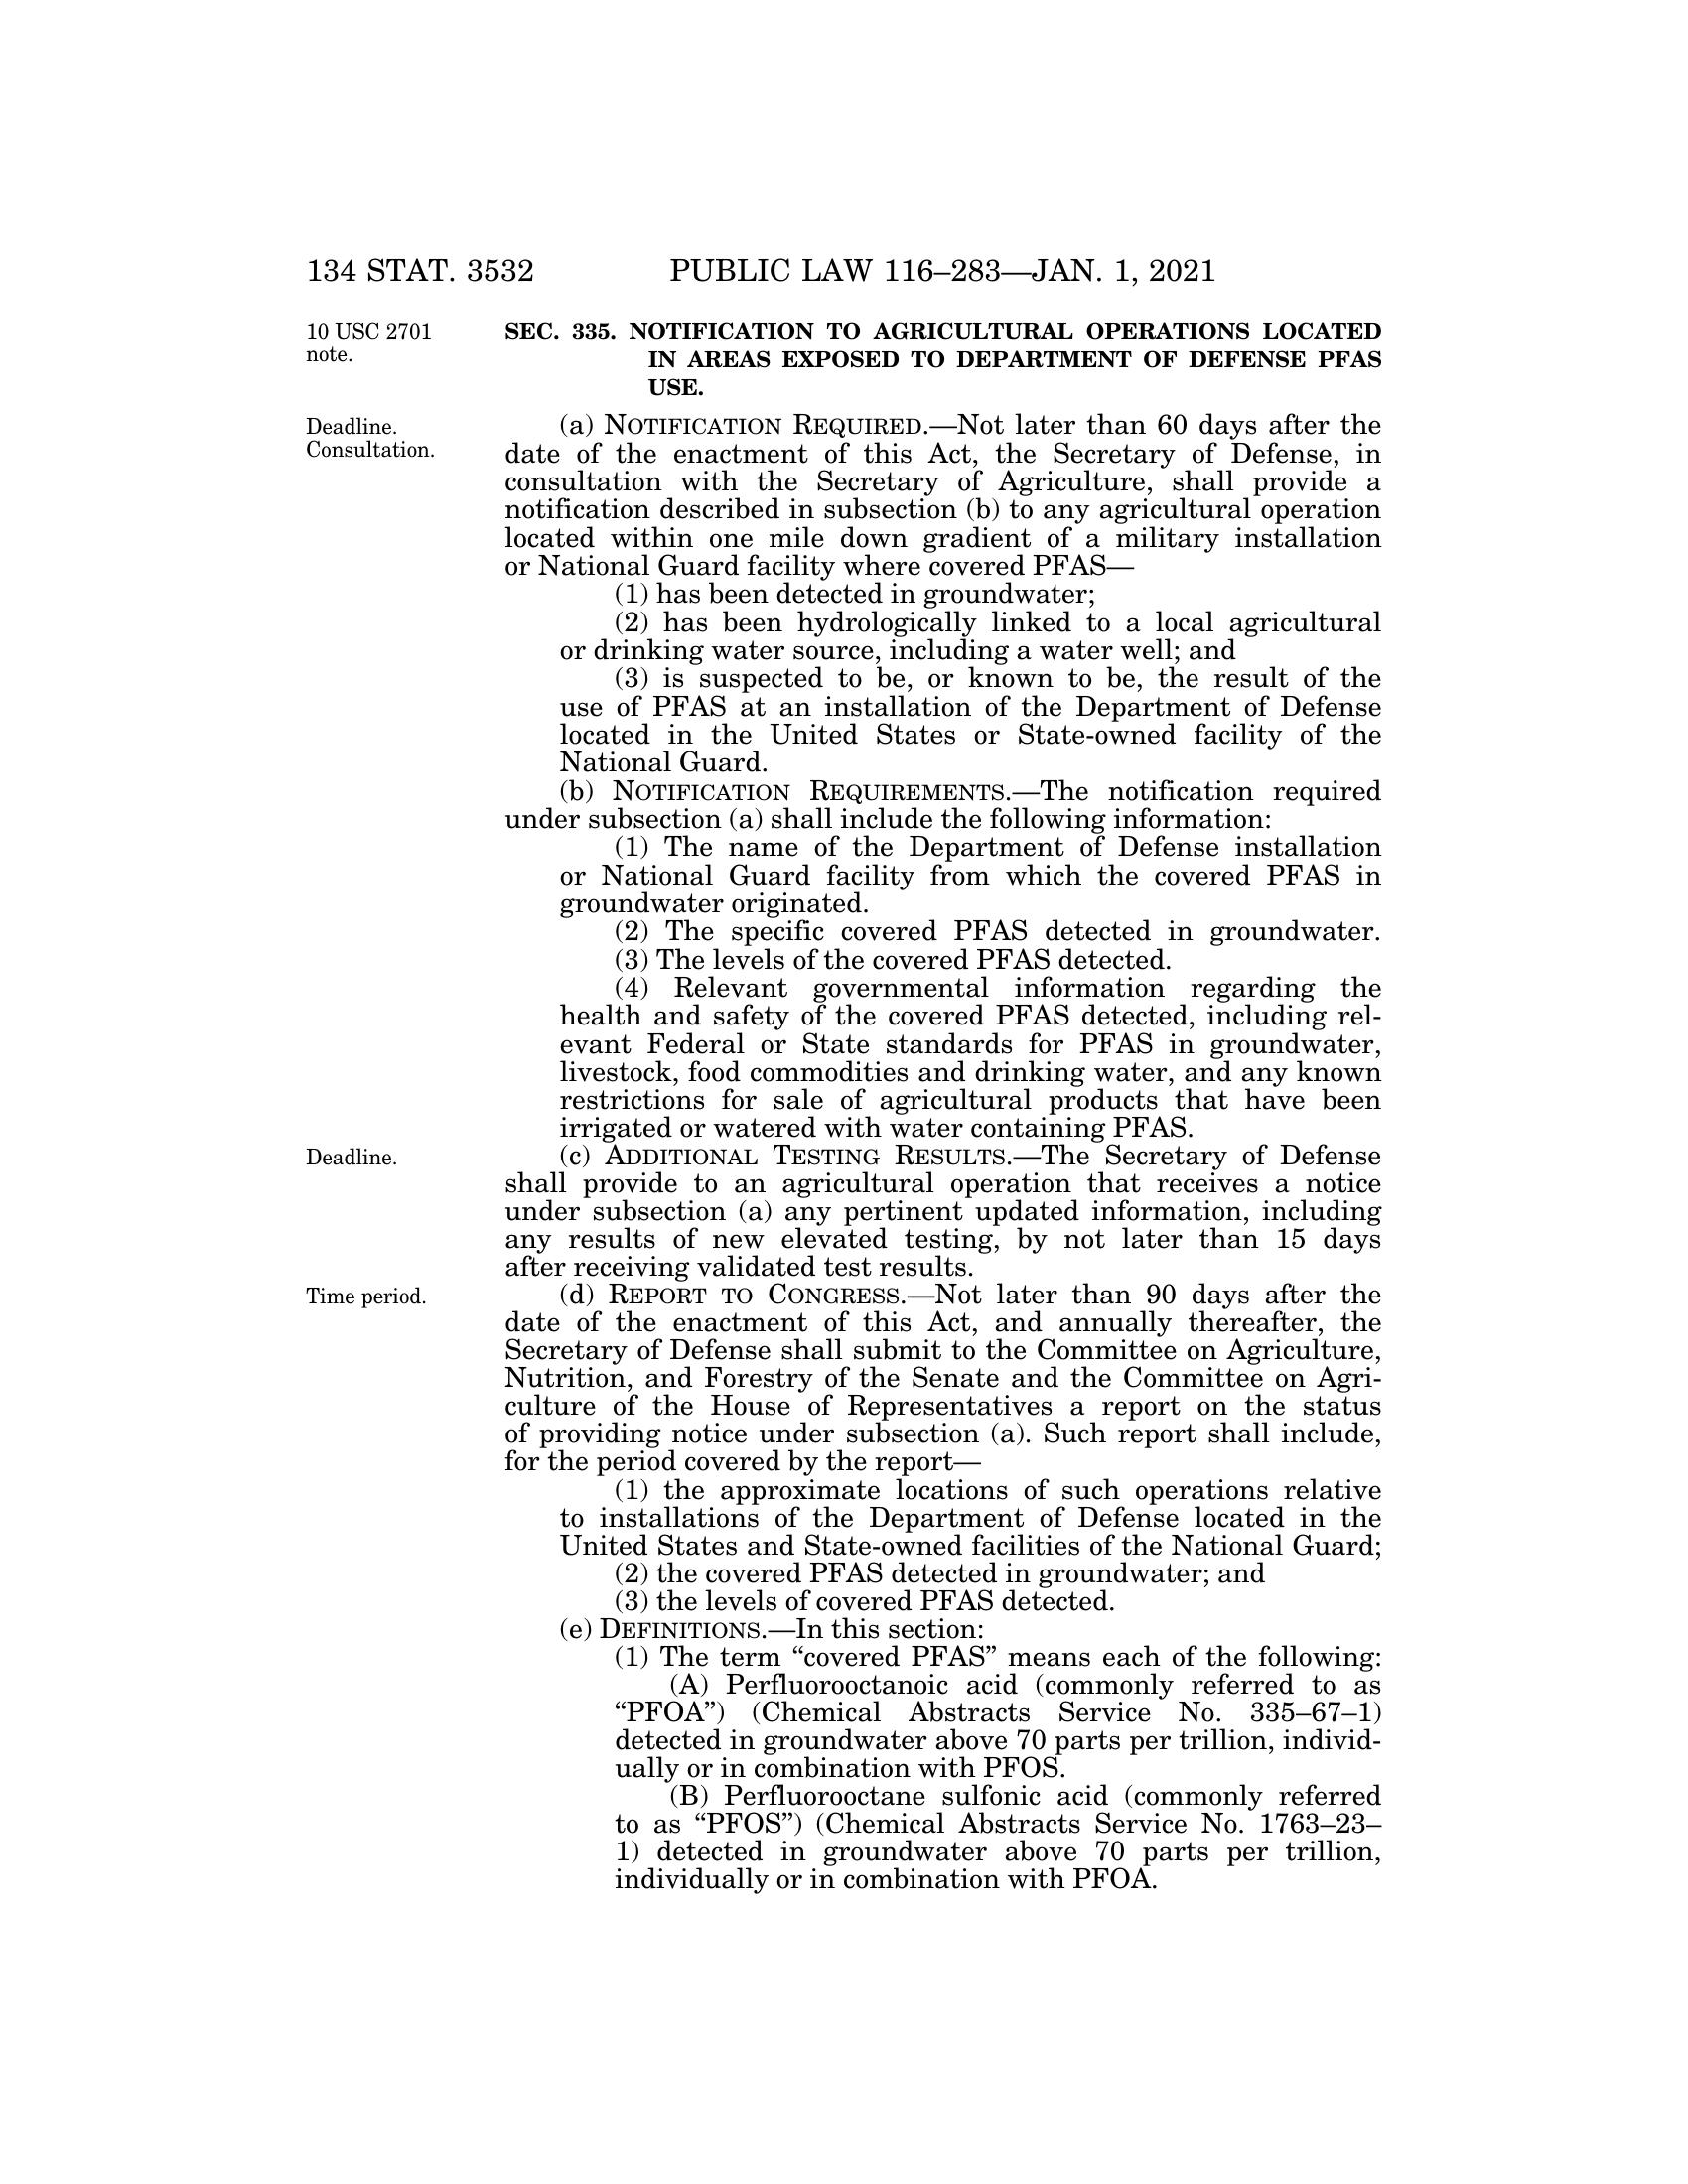 134 STAT. 3532 PUBLIC LAW 116–283—JAN. 1, 2021
10 USC 2701
note.
SEC. 335. NOTIFICATION TO AGRICULTURAL OPERATIONS LOCATED
IN AREAS EXPOSED TO DEPARTMENT OF DEFENSE PFAS
USE.
Deadline.
Consultation.
(a) NOTIFICATION REQUIRED.—Not later than 60 days after the
date of the enactment of this Act, the Secretary of Defense, in
consultation with the Secretary of Agriculture, shall provide a
notification described in subsection (b) to any agricultural operation
located within one mile down gradient of a military installation
or National Guard facility where covered PFAS—
(1) has been detected in groundwater;
(2) has been hydrologically linked to a local agricultural
or drinking water source, including a water well; and
(3) is suspected to be, or known to be, the result of the
use of PFAS at an installation of the Department of Defense
located in the United States or State-owned facility of the
National Guard.
(b) NOTIFICATION REQUIREMENTS.—The notification required
under subsection (a) shall include the following information:
(1) The name of the Department of Defense installation
or National Guard facility from which the covered PFAS in
groundwater originated.
(2) The specific covered PFAS detected in groundwater.
(3) The levels of the covered PFAS detected.
(4) Relevant governmental information regarding the
health and safety of the covered PFAS detected, including rel-
evant Federal or State standards for PFAS in groundwater,
livestock, food commodities and drinking water, and any known
restrictions for sale of agricultural products that have been
irrigated or watered with water containing PFAS.
Deadline.
(c) ADDITIONAL TESTING RESULTS.—The Secretary of Defense
shall provide to an agricultural operation that receives a notice
under subsection (a) any pertinent updated information, including
any results of new elevated testing, by not later than 15 days
after receiving validated test results.
Time period.
(d) REPORT TO CONGRESS.—Not later than 90 days after the
date of the enactment of this Act, and annually thereafter, the
Secretary of Defense shall submit to the Committee on Agriculture,
Nutrition, and Forestry of the Senate and the Committee on Agri-
culture of the House of Representatives a report on the status
of providing notice under subsection (a). Such report shall include,
for the period covered by the report—
(1) the approximate locations of such operations relative
to installations of the Department of Defense located in the
United States and State-owned facilities of the National Guard;
(2) the covered PFAS detected in groundwater; and
(3) the levels of covered PFAS detected.
(e) DEFINITIONS.—In this section:
(1) The term “covered PFAS” means each of the following:
(A) Perfluorooctanoic acid (commonly referred to as
“PFOA”) (Chemical Abstracts Service No. 335–67–1)
detected in groundwater above 70 parts per trillion, individ-
ually or in combination with PFOS.
(B) Perfluorooctane sulfonic acid (commonly referred
to as “PFOS”) (Chemical Abstracts Service No. 1763–23–
1) detected in groundwater above 70 parts per trillion,
individually or in combination with PFOA.